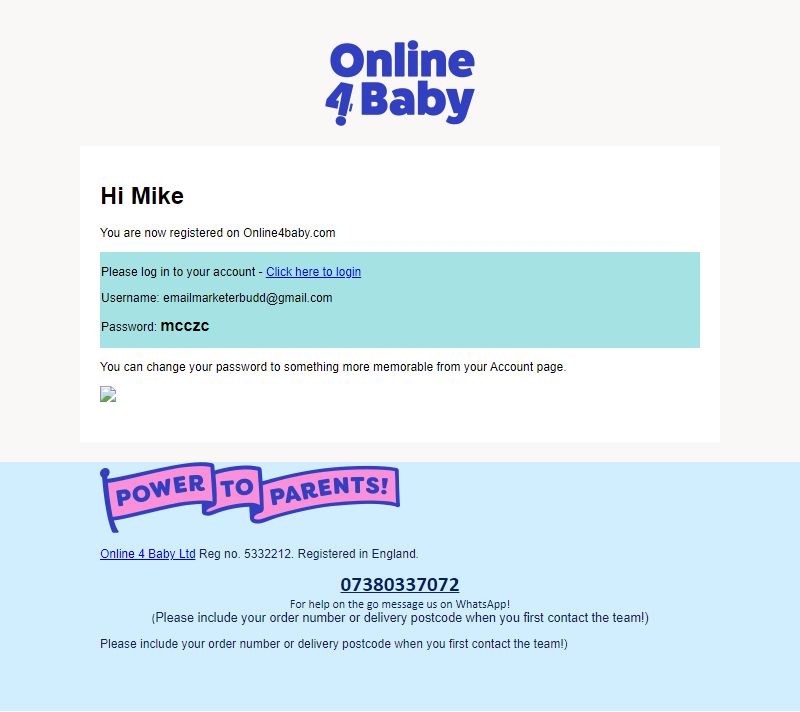 Online
4 Baby
Hi Mike
You are now registered on Online4baby.com
Please log in to your account - Click here to login
Username: emailmarketerbudd@gmail.com
Password: mcczc
You can change your password to something more memorable from your Account page.
POWER TO PARENTS!
Online 4 Baby Ltd Reg no. 5332212. Registered in England.
07380337072
For help on the go message us on WhatsApp!
(Please include your order number or delivery postcode when you first contact the team!)
Please include your order number or delivery postcode when you first contact the team!)